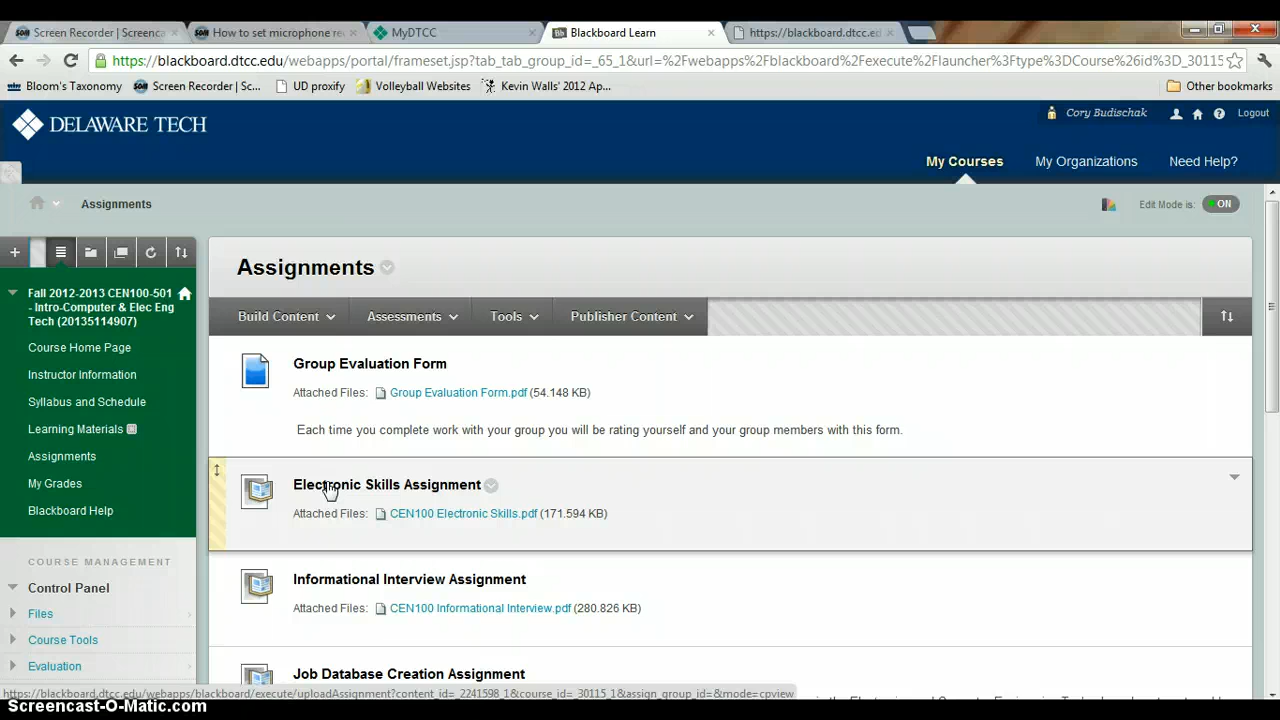 Screen Recorder | Screenca
How to set microphone re
MyDTCC
Blackboard Learn
https://blackboard.dtcc.ed
https://blackboard.dtcc.edu/webapps/portal/frameset.jsp?tab_tab_group_id=_65_1&url=%2Fwebapps%2Fblackboard%2Fexecute%2Flauncher%3Ftype%3DCourse%26id%3D_30115
Bloom's Taxonomy
Screen Recorder | Sc...
UD proxify
Volleyball Websites
Kevin Walls' 2012 Ap...
Other bookmarks
DELAWARE TECH
Cory Budischak
Logout
My Courses
My Organizations
Need Help?
Assignments
Edit Mode is:
ON
Fall 2012-2013 CEN100-501
- Intro-Computer & Elec Eng
Tech (20135114907)
Course Home Page
Instructor Information
Syllabus and Schedule
Learning Materials
Assignments
My Grades
Blackboard Help
COURSE MANAGEMENT
Control Panel
Files
Course Tools
Evaluation
Assignments
Build Content
Assessments
Tools
Publisher Content
Group Evaluation Form
Attached Files: Group Evaluation Form.pdf (54.148 KB)
Each time you complete work with your group you will be rating yourself and your group members with this form.
Electronic Skills Assignment
Attached Files: CEN100 Electronic Skills.pdf (171.594 KB)
Informational Interview Assignment
Attached Files: CEN100 Informational Interview.pdf (280.826 KB)
Job Database Creation Assignment
https://blackboard.dtcc.edu/webapps/blackboard/execute/uploadAssignment?content_id=_2241598_1&course_id=_30115_1&assign_group_id=&mode=cpview
Screencast-O-Matic.com